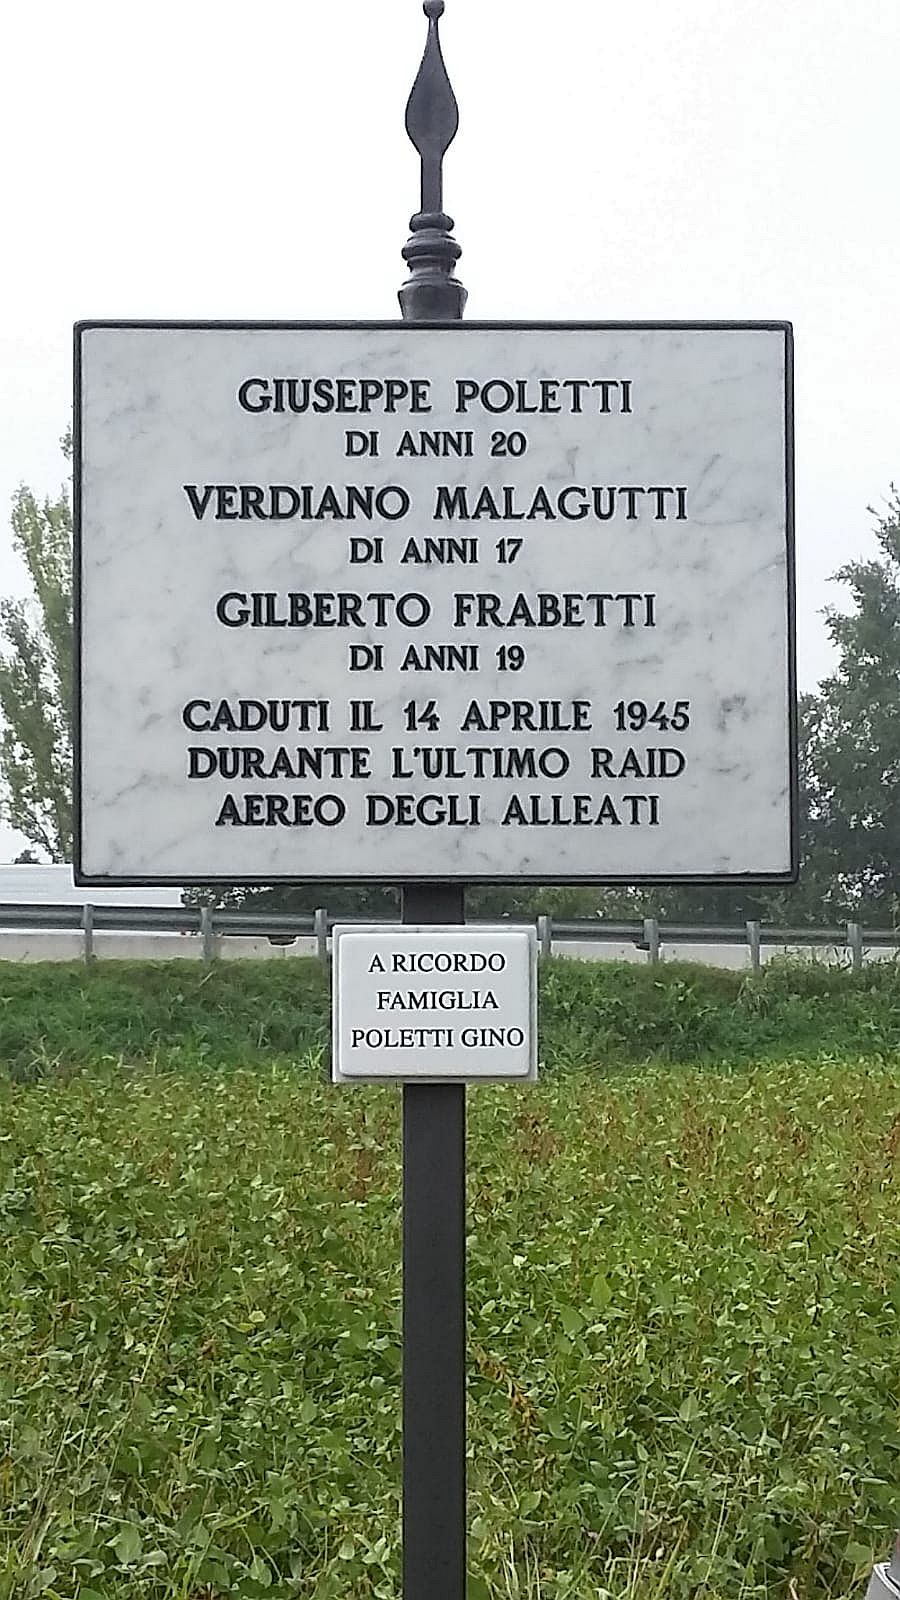 GIUSEPPE POLETTI
DI ANNI 20
VERDIANO MALAGUTTI
DI ANNI 17
GILBERTO FRABETTI
DI ANNI 19
CADUTI IL 14 APRILE 1945
DURANTE L'ULTIMO RAID
AEREO DEGLI ALLEATI
A RICORDO
FAMIGLIA
POLETTI GINO